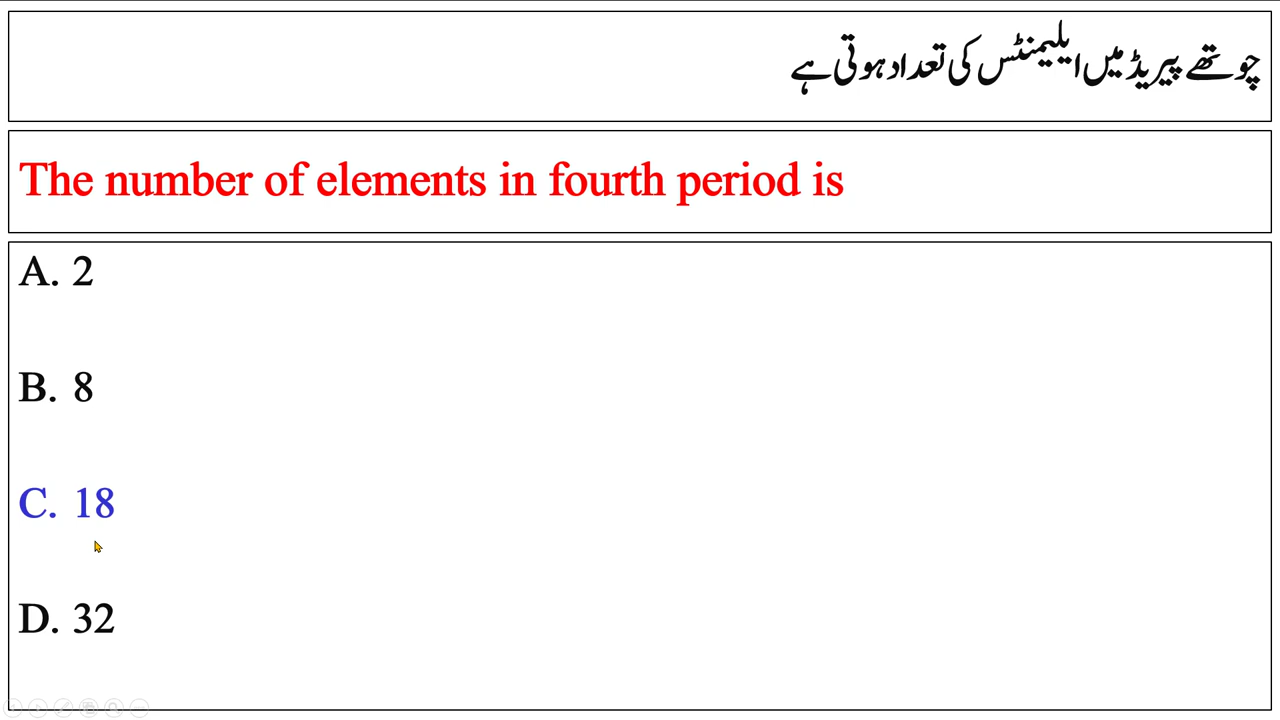 چوتھے پیریڈ میں ایلیمنٹس کی تعداد ہوتی ہے
The number of elements in fourth period is
A. 2
B. 8
C. 18
D. 32